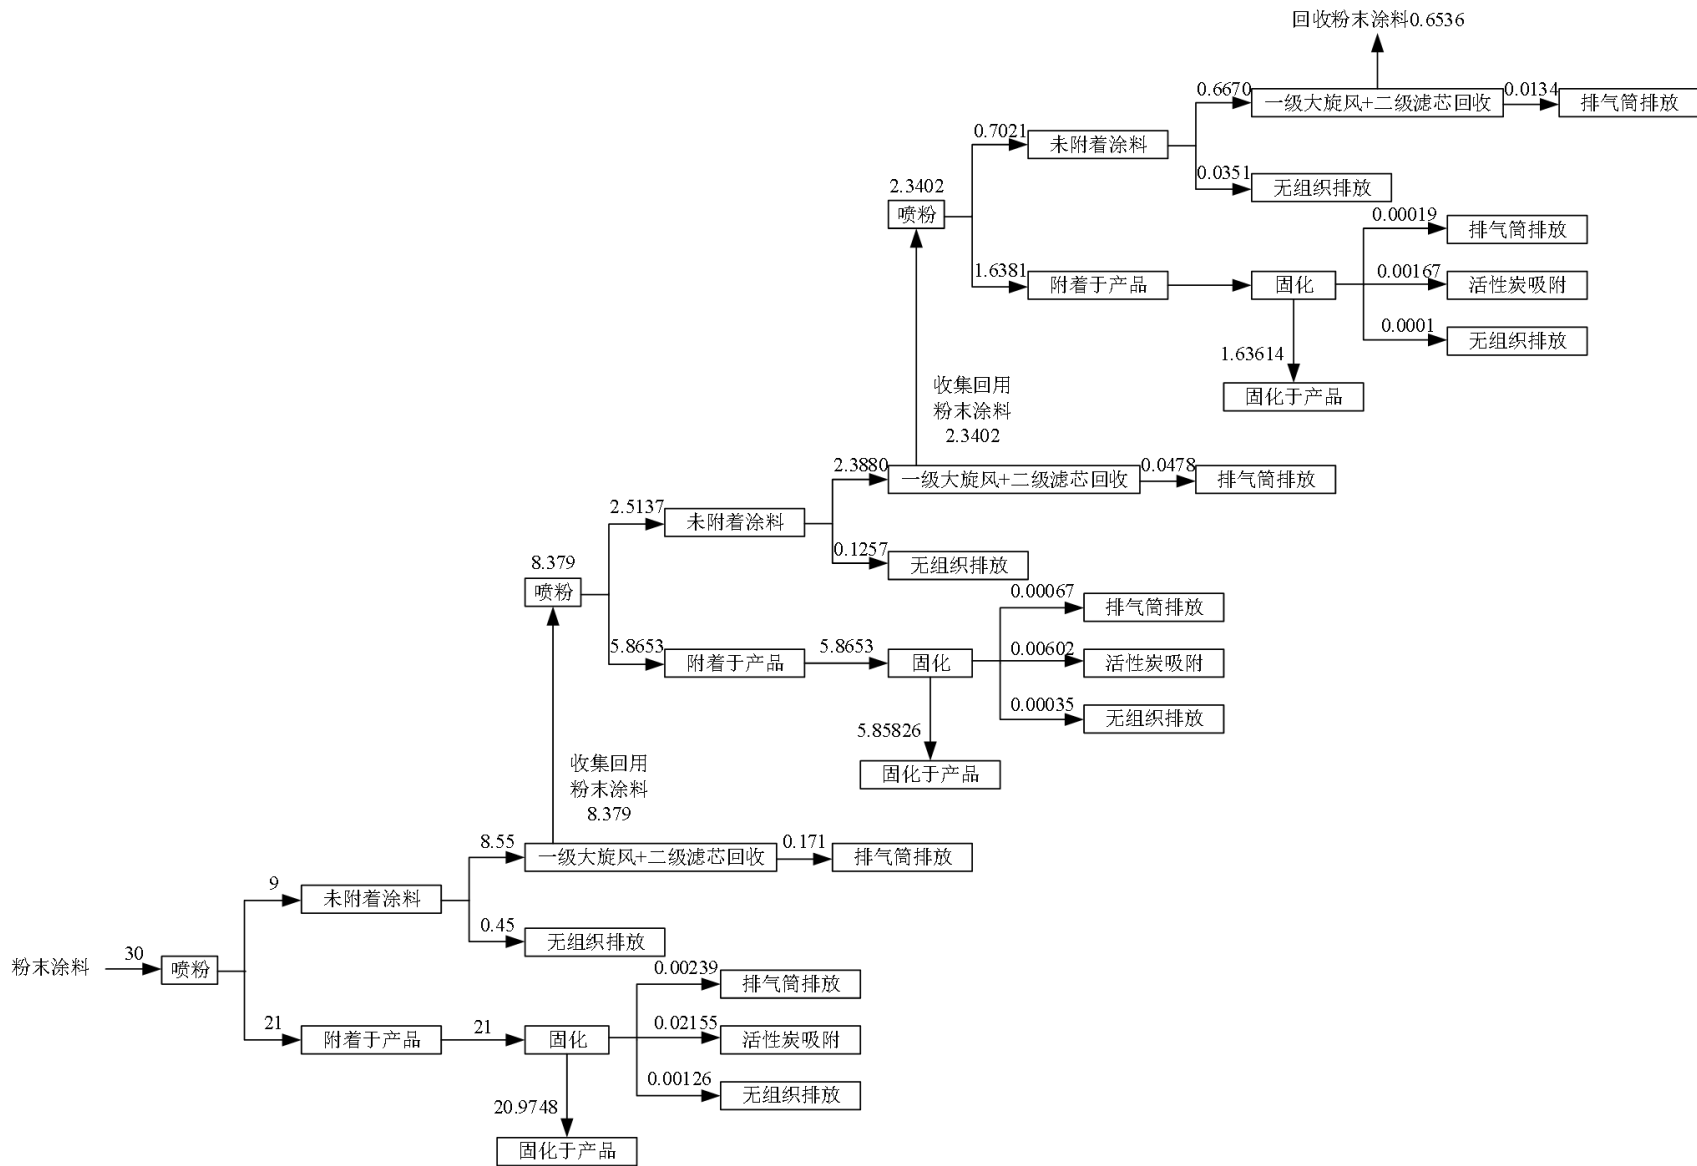 回收粉末涂料0.6536
0.6670
一级大旋风+二级滤芯回收
0.0134
排气筒排放
0.7021
未附着涂料
0.0351
无组织排放
2.3402
喷粉
0.00019
排气筒排放
1.6381
附着于产品
固化
0.00167
活性炭吸附
0.0001
无组织排放
1.63614
固化于产品
收集回用
粉末涂料
2.3402
2.3880
一级大旋风+二级滤芯回收
0.0478
排气筒排放
2.5137
未附着涂料
0.1257
无组织排放
8.379
喷粉
0.00067
排气筒排放
5.8653
附着于产品
5.8653
固化
0.00602
活性炭吸附
0.00035
无组织排放
5.85826
固化于产品
收集回用
粉末涂料
8.379
8.55
一级大旋风+二级滤芯回收
0.171
排气筒排放
9
未附着涂料
0.45
无组织排放
粉末涂料
30
喷粉
0.00239
排气筒排放
21
附着于产品
21
固化
0.02155
活性炭吸附
0.00126
无组织排放
20.9748
固化于产品